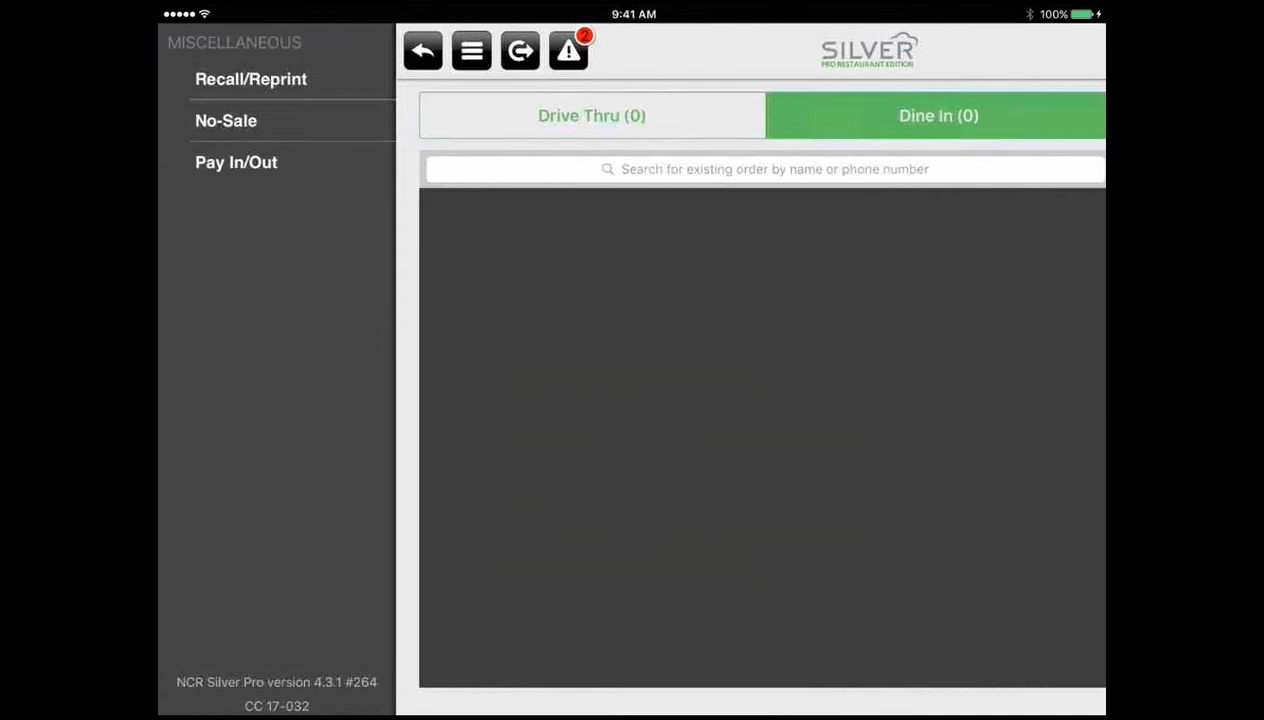 9:41 AM
100%
MISCELLANEOUS
Recall/Reprint
No-Sale
Pay In/Out
2
SILVER
PRO RESTAURANT EDITION
Drive Thru (0)
Dine In (0)
Search for existing order by name or phone number
NCR Silver Pro version 4.3.1 #264
CC 17-032